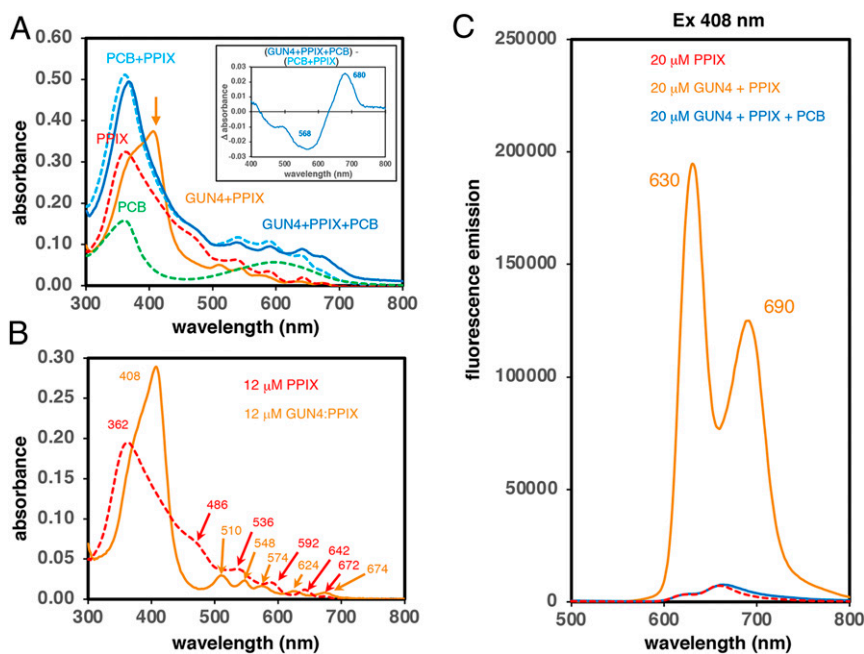 A
PCB+PPIX
PPIX
PCB
GUN4+PPIX
GUN4+PPIX+PCB
absorbance
0.60
0.50
0.40
0.30
0.20
0.10
0.00
300 400 500 600 700 800
wavelength (nm)
(GUN4+PPIX+PCB) -
(PCB+PPIX)
680
568
Δ absorbance
0.03
0.02
0.01
0.00
-0.01
-0.02
-0.03
400 500 600 700 800
wavelength (nm)
B
12 μM PPIX
12 μM GUN4:PPIX
408
362
486
510
536
548
574
592
624
642
672
674
absorbance
0.30
0.25
0.20
0.15
0.10
0.05
0.00
300 400 500 600 700 800
wavelength (nm)
C
Ex 408 nm
20 μM PPIX
20 μM GUN4 + PPIX
20 μM GUN4 + PPIX + PCB
630
690
fluorescence emission
250000
200000
150000
100000
50000
0
500 600 700 800
wavelength (nm)